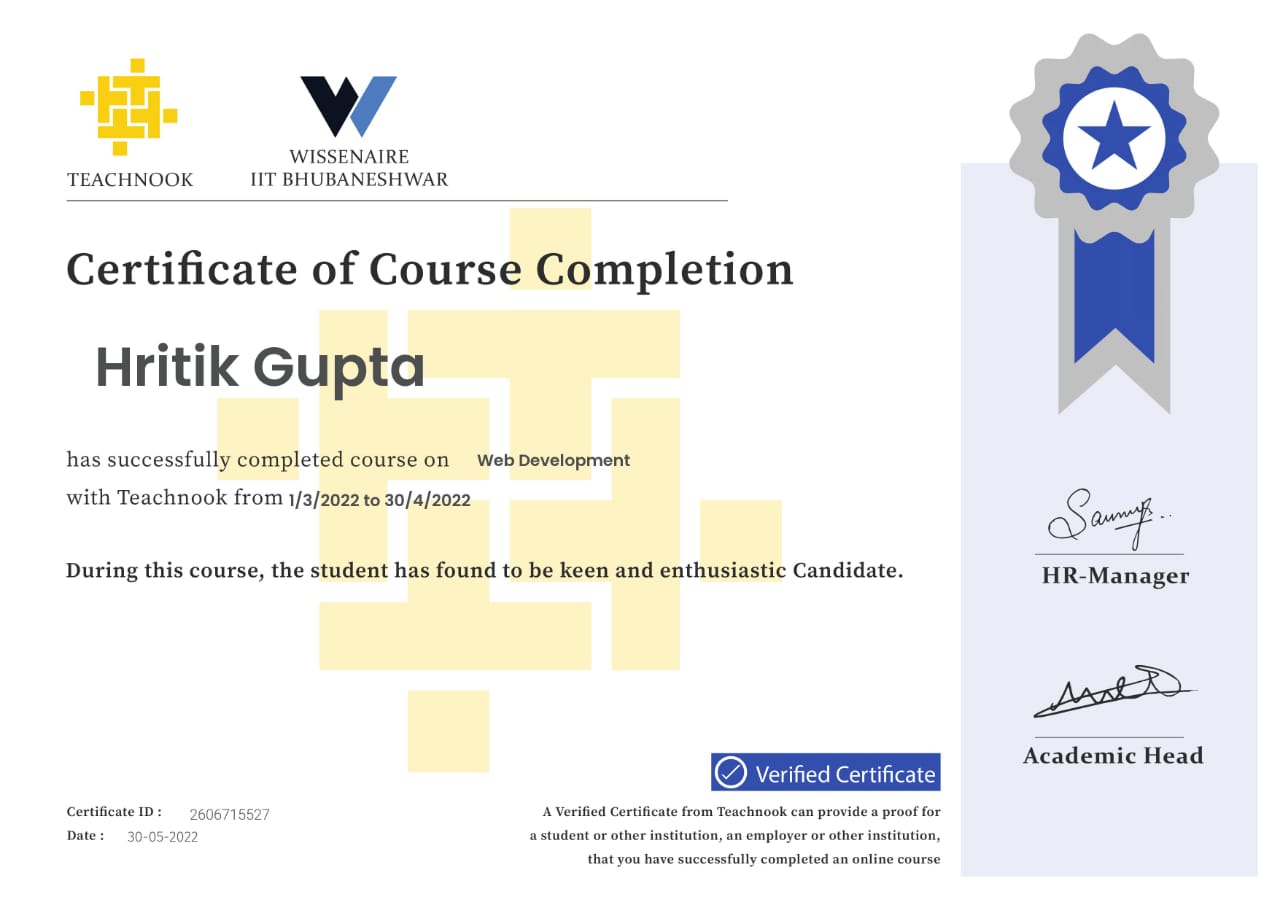 TEACHNOOK
WISSENAIRE
IIT BHUBANESHWAR
Certificate of Course Completion
Hritik Gupta
has successfully completed course on Web Development
with Teachnook from 1/3/2022 to 30/4/2022
During this course, the student has found to be keen and enthusiastic Candidate.
HR-Manager
Academic Head
Verified Certificate
Certificate ID : 2606715527
Date : 30-05-2022
A Verified Certificate from Teachnook can provide a proof for
a student or other institution, an employer or other institution,
that you have successfully completed an online course